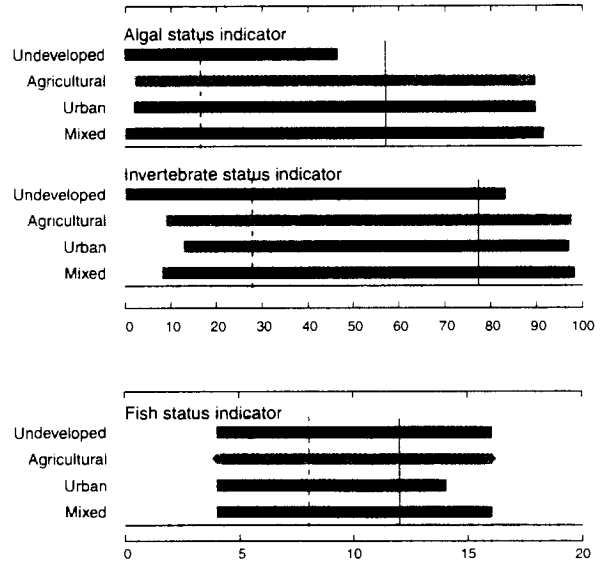 Algal status indicator
Undeveloped
Agricultural
Urban
Mixed
Invertebrate status indicator
Undeveloped
Agricultural
Urban
Mixed
0 10 20 30 40 50 60 70 80 90 100
Fish status indicator
Undeveloped
Agricultural
Urban
Mixed
0 5 10 15 20